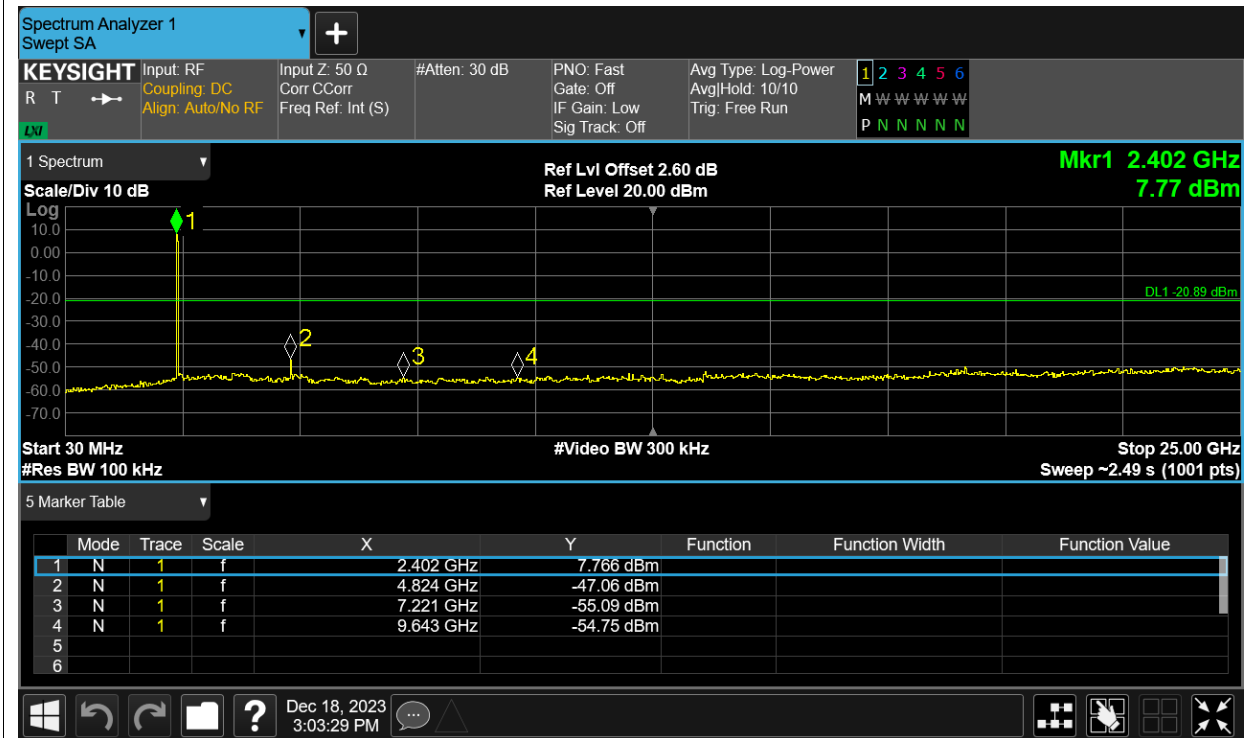 Spectrum Analyzer 1
Swept SA
+
KEYSIGHT
R T
LXI
Input: RF
Coupling: DC
Align: Auto/No RF
Input Z: 50 Ω
Corr CCorr
Freq Ref: Int (S)
#Atten: 30 dB
PNO: Fast
Gate: Off
IF Gain: Low
Sig Track: Off
Avg Type: Log-Power
Avg|Hold: 10/10
Trig: Free Run
1 2 3 4 5 6
M W W W W W
P N N N N N
1 Spectrum
Scale/Div 10 dB
Ref Lvl Offset 2.60 dB
Ref Level 20.00 dBm
Mkr1 2.402 GHz
7.77 dBm
Log
10.0
0.00
-10.0
-20.0
-30.0
-40.0
-50.0
-60.0
-70.0
1
2
3
4
DL1 -20.89 dBm
Start 30 MHz
#Res BW 100 kHz
#Video BW 300 kHz
Stop 25.00 GHz
Sweep ~2.49 s (1001 pts)
5 Marker Table
Mode Trace Scale X Y Function Function Width Function Value
1 N 1 f 2.402 GHz 7.766 dBm
2 N 1 f 4.824 GHz -47.06 dBm
3 N 1 f 7.221 GHz -55.09 dBm
4 N 1 f 9.643 GHz -54.75 dBm
5
6
?
Dec 18, 2023
3:03:29 PM